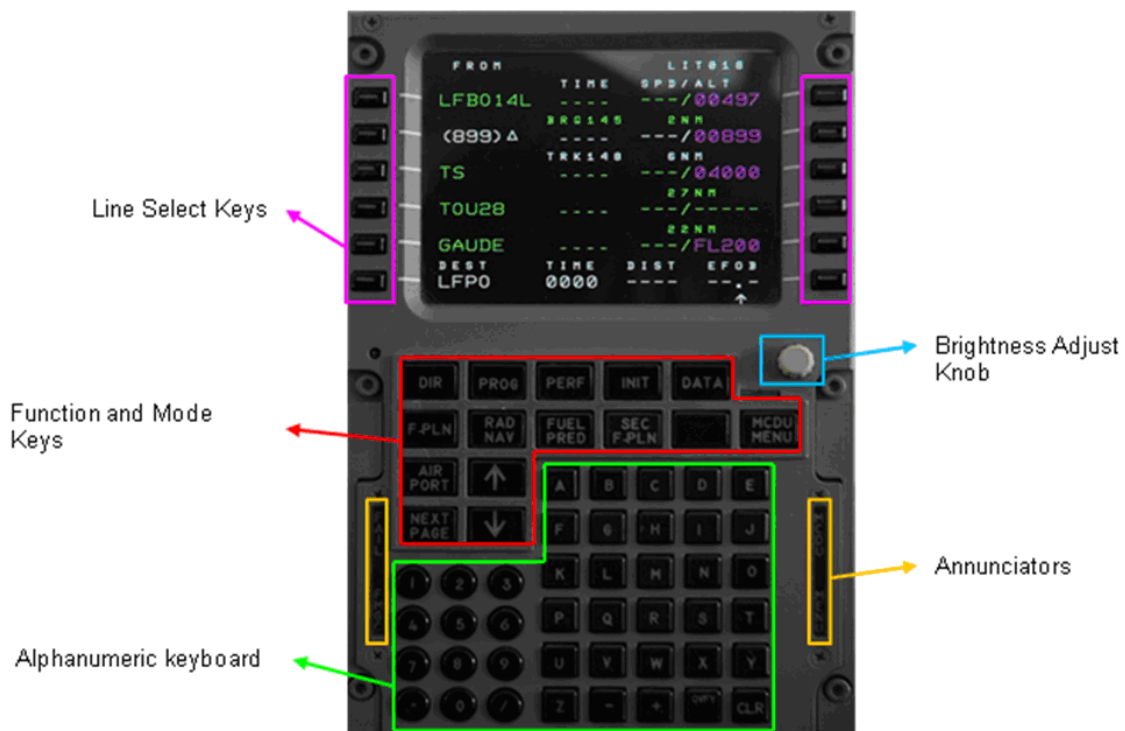 FROM LIT018
TIME SPD/ALT
LFBO14L ---- ---/00497
BRG145 2NM
(899)Δ ---- ---/00899
TRK148 6NM
TS ---- ---/04000
27NM
TOU28 ---- ---/-----
22NM
GAUDE ---- ---/FL200
DEST TIME DIST EFOB
LFPO 0000 ---- --.-
↑
Line Select Keys
Brightness Adjust
Knob
Function and Mode
Keys
Annunciators
Alphanumeric keyboard
DIR PROG PERF INIT DATA
F-PLN RAD NAV FUEL PRED SEC F-PLN MCDU MENU
AIR PORT ↑
NEXT PAGE ↓
A B C D E
F G H I J
K L M N O
P Q R S T
U V W X Y
Z - + OVFY CLR
1 2 3
4 5 6
7 8 9
. 0 /